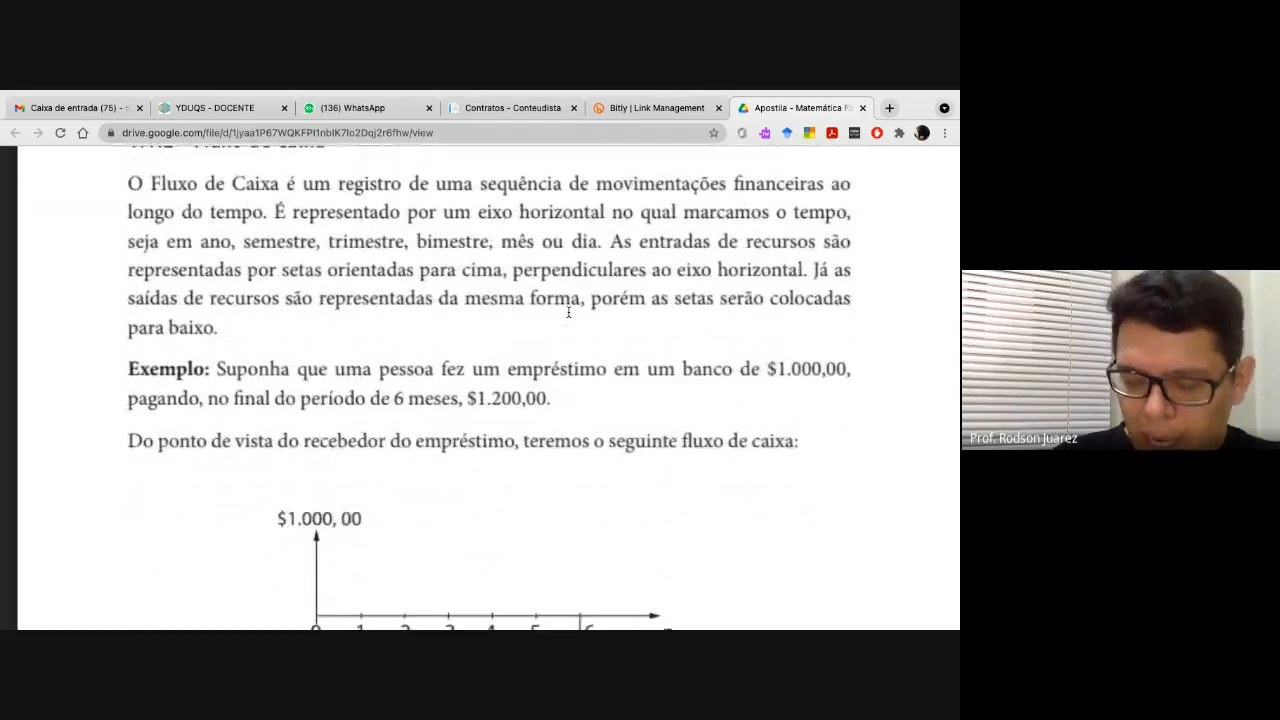 Caixa de entrada (75) -
YDUQS - DOCENTE
(136) WhatsApp
Contratos - Conteudista
Bitly | Link Management
Apostila - Matemática Fi
drive.google.com/file/d/1jyaa1P67WQKFPI1nbIK7Io2Dqj2r6fhw/view
O Fluxo de Caixa é um registro de uma sequência de movimentações financeiras ao
longo do tempo. É representado por um eixo horizontal no qual marcamos o tempo,
seja em ano, semestre, trimestre, bimestre, mês ou dia. As entradas de recursos são
representadas por setas orientadas para cima, perpendiculares ao eixo horizontal. Já as
saídas de recursos são representadas da mesma forma, porém as setas serão colocadas
para baixo.
Exemplo: Suponha que uma pessoa fez um empréstimo em um banco de $1.000,00,
pagando, no final do período de 6 meses, $1.200,00.
Do ponto de vista do recebedor do empréstimo, teremos o seguinte fluxo de caixa:
$1.000, 00
Prof. Rodson Juarez